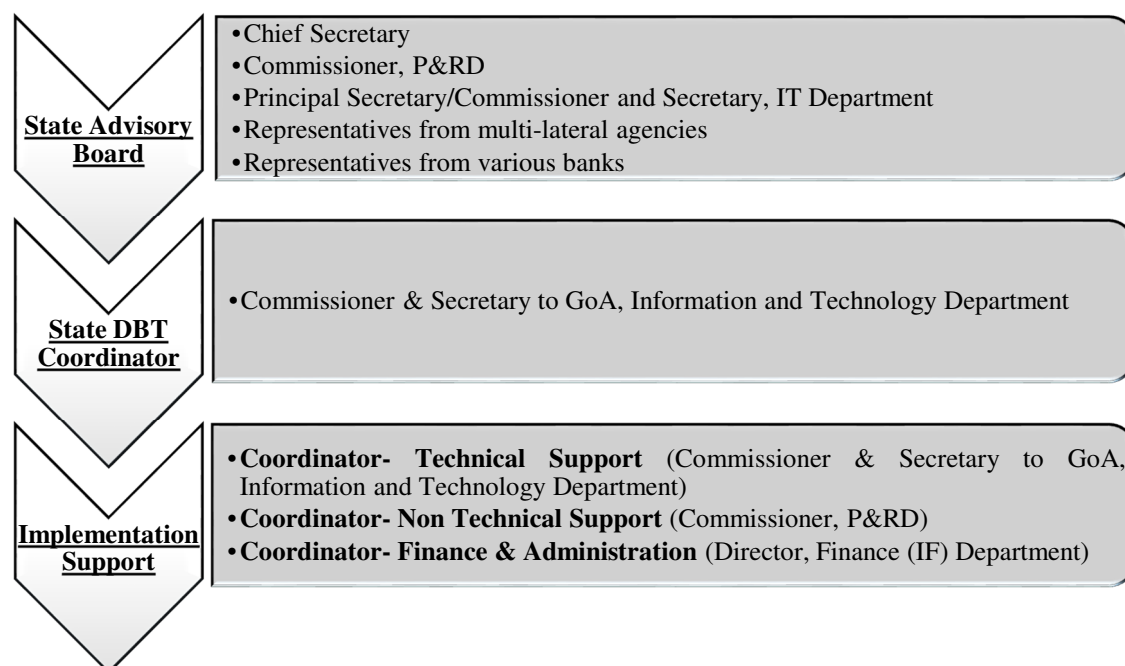 State Advisory
Board
•Chief Secretary
•Commissioner, P&RD
•Principal Secretary/Commissioner and Secretary, IT Department
•Representatives from multi-lateral agencies
•Representatives from various banks
State DBT
Coordinator
•Commissioner & Secretary to GoA, Information and Technology Department
Implementation
Support
•Coordinator- Technical Support (Commissioner & Secretary to GoA,
Information and Technology Department)
•Coordinator- Non Technical Support (Commissioner, P&RD)
•Coordinator- Finance & Administration (Director, Finance (IF) Department)